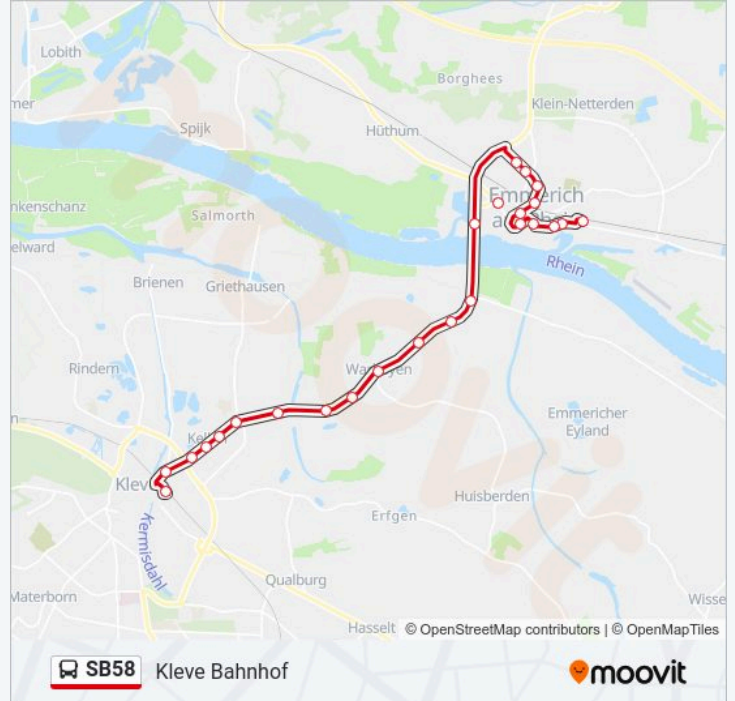 Lobith
Borghees
mer
Klein-Netterden
Spijk
Hüthum
Emmerich
nkenschanz
Salmorth
elward
Rhein
Brienen
Griethausen
Rindern
Emmericher
Eyland
Kleve
Huisberden
Erfgen
Kermisdahl
Qualburg
Materborn
Wisse
Hasselt
© OpenStreetMap contributors | © OpenMapTiles
SB58
Kleve Bahnhof
moovit